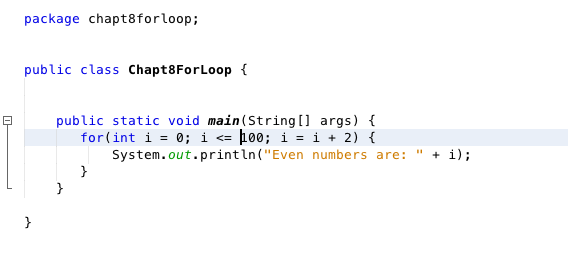 package chapt8forloop;
public class Chapt8ForLoop {
public static void main(String[] args) {
for(int i = 0; i <= 100; i = i + 2) {
System.out.println("Even numbers are: " + i);
}
}
}